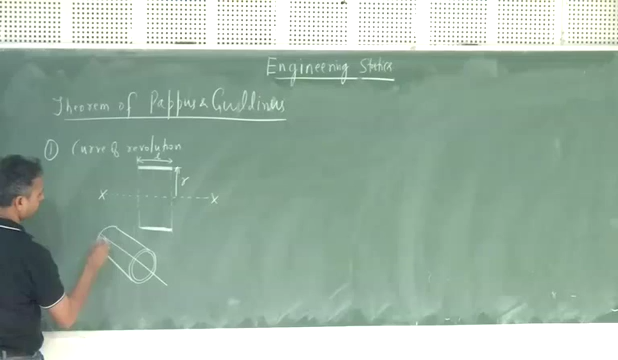 Engineering Statics
Theorem of Pappus & Guldinus
① Curve of revolution
l
r
X X